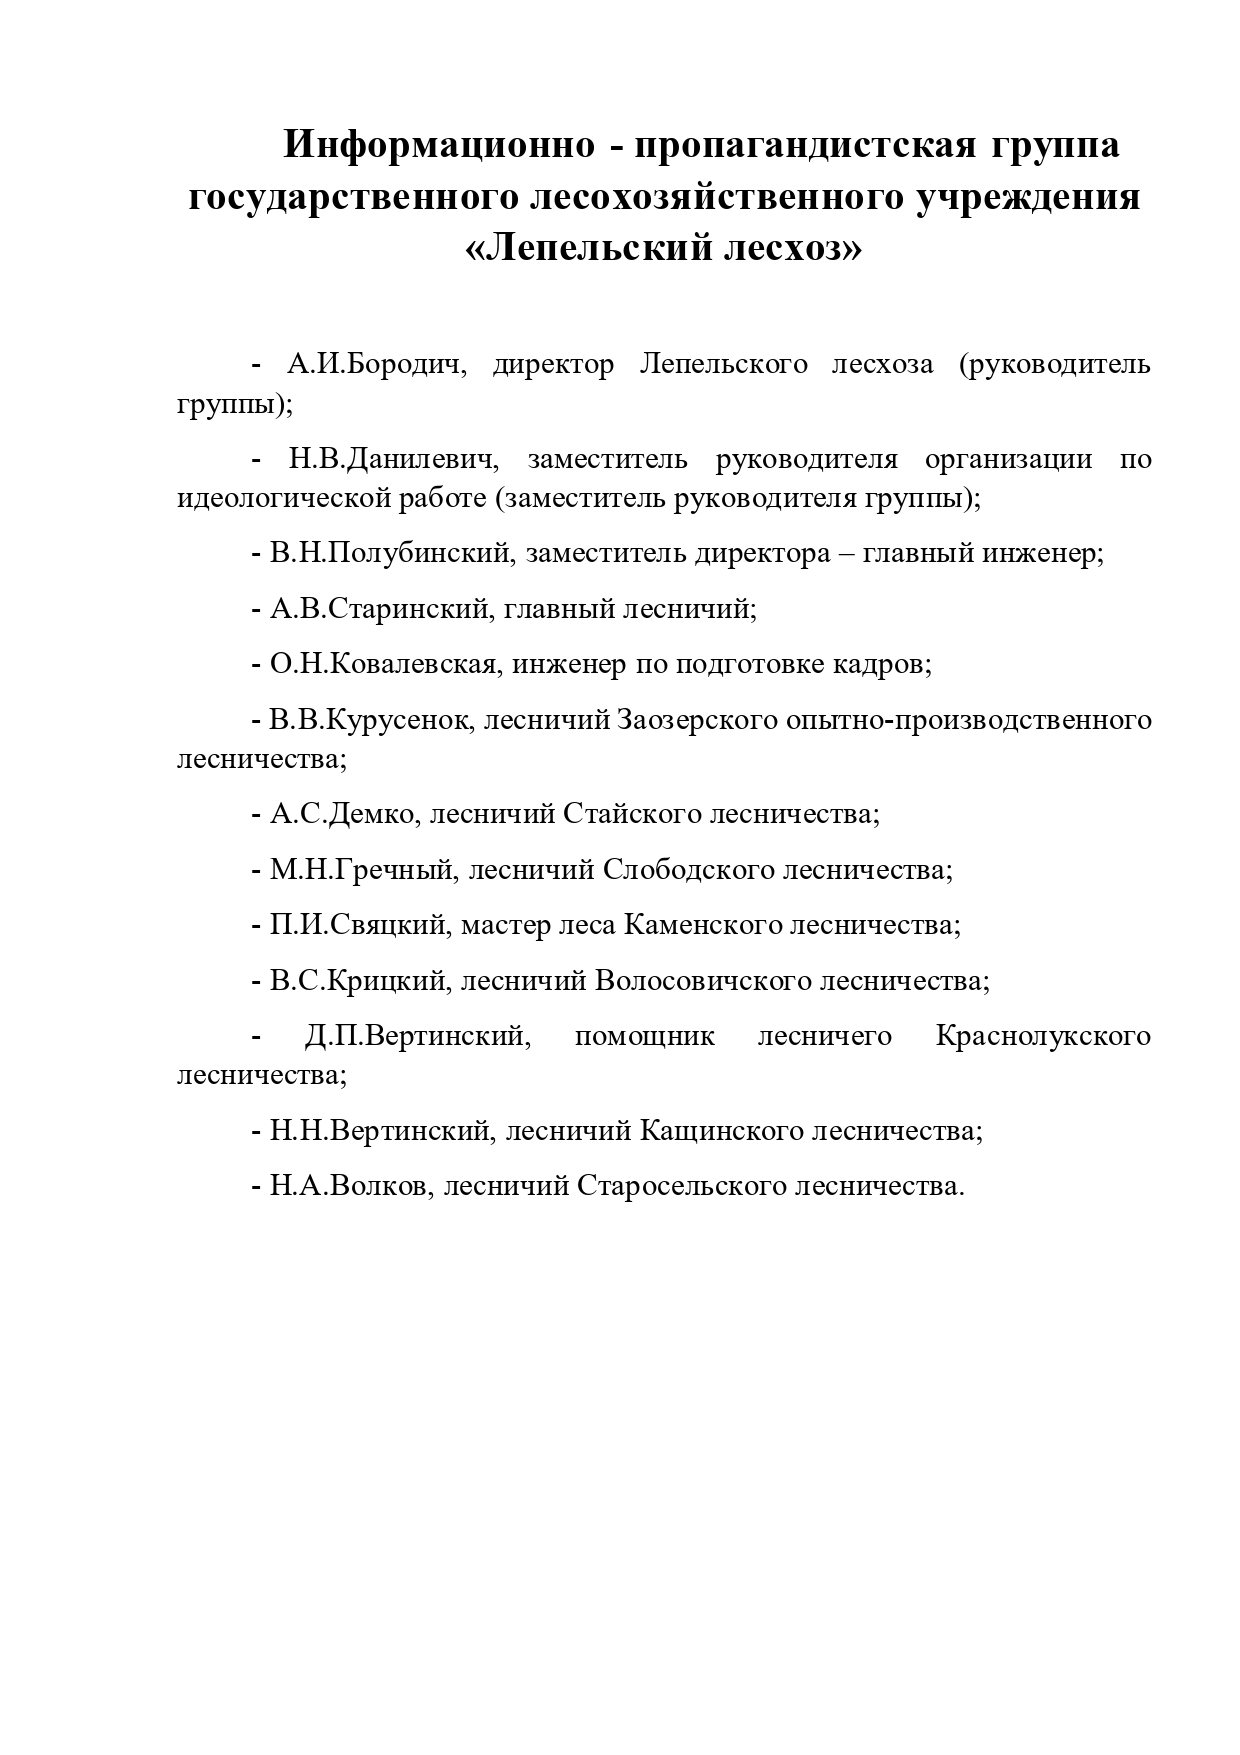 Информационно - пропагандистская группа
государственного лесохозяйственного учреждения
«Лепельский лесхоз»
- А.И.Бородич, директор Лепельского лесхоза (руководитель
группы);
- Н.В.Данилевич, заместитель руководителя организации по
идеологической работе (заместитель руководителя группы);
- В.Н.Полубинский, заместитель директора – главный инженер;
- А.В.Старинский, главный лесничий;
- О.Н.Ковалевская, инженер по подготовке кадров;
- В.В.Курусенок, лесничий Заозерского опытно-производственного
лесничества;
- А.С.Демко, лесничий Стайского лесничества;
- М.Н.Гречный, лесничий Слободского лесничества;
- П.И.Свяцкий, мастер леса Каменского лесничества;
- В.С.Крицкий, лесничий Волосовичского лесничества;
- Д.П.Вертинский, помощник лесничего Краснолукского
лесничества;
- Н.Н.Вертинский, лесничий Кащинского лесничества;
- Н.А.Волков, лесничий Старосельского лесничества.